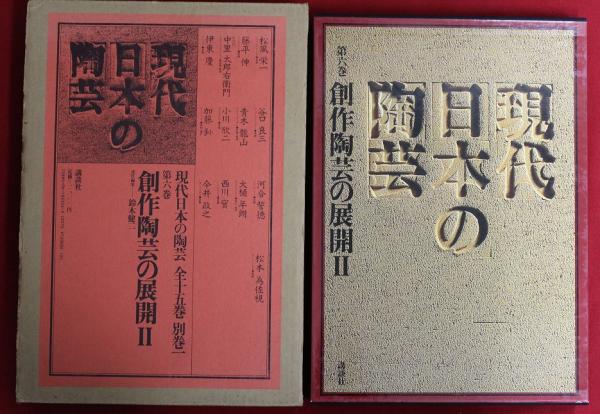 現代
日本の
陶芸
松風 栄一
藤平 伸
中里 太郎右衛門
伊東 慶
谷口 良三
青木 龍山
小川 欣二
加藤 釥
河合 誓徳
大樋 年朗
西川 實
今井 政之
松本 為佐視
現代日本の陶芸 全十五巻 別巻一
第六巻
創作陶芸の展開II
鈴木健二
講談社
現代
日本の
陶芸
第六巻 創作陶芸の展開II
講談社